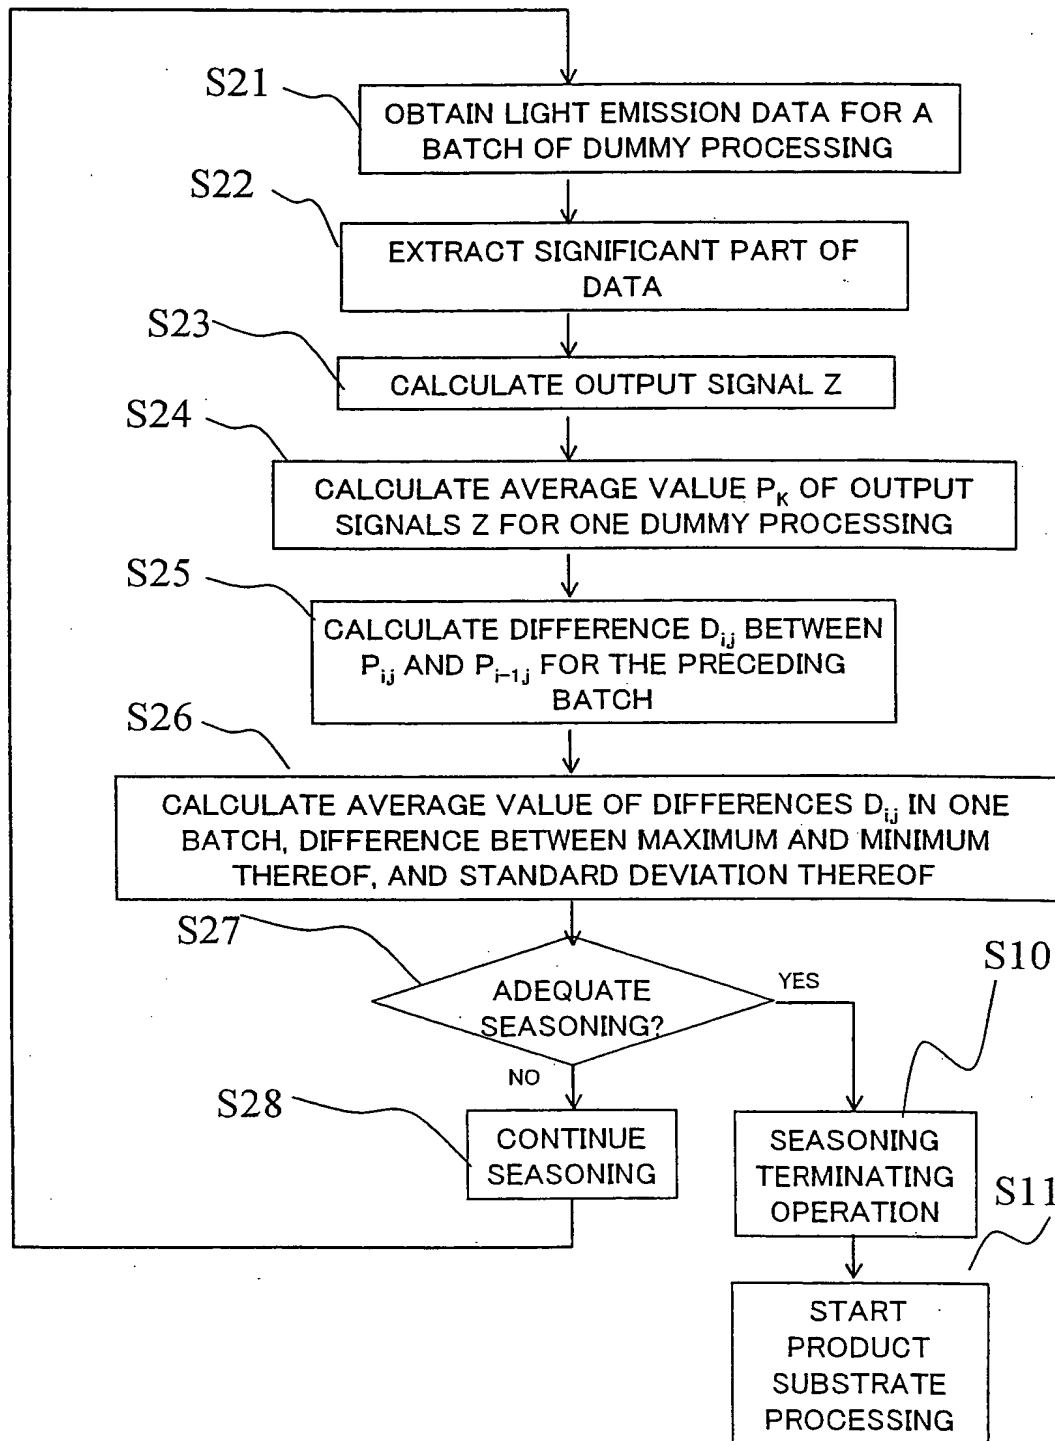 S21
OBTAIN LIGHT EMISSION DATA FOR A
BATCH OF DUMMY PROCESSING
S22
EXTRACT SIGNIFICANT PART OF
DATA
S23
CALCULATE OUTPUT SIGNAL Z
S24
CALCULATE AVERAGE VALUE P_K OF OUTPUT
SIGNALS Z FOR ONE DUMMY PROCESSING
S25
CALCULATE DIFFERENCE D_ij BETWEEN
P_ij AND P_i-1,j FOR THE PRECEDING
BATCH
S26
CALCULATE AVERAGE VALUE OF DIFFERENCES D_ij IN ONE
BATCH, DIFFERENCE BETWEEN MAXIMUM AND MINIMUM
THEREOF, AND STANDARD DEVIATION THEREOF
S27
ADEQUATE
SEASONING?
YES
NO
S10
S28
CONTINUE
SEASONING
SEASONING
TERMINATING
OPERATION
S11
START
PRODUCT
SUBSTRATE
PROCESSING